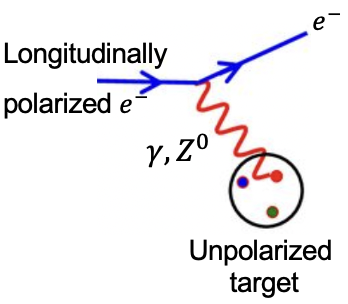 e⁻
Longitudinally
polarized e⁻
γ, Z⁰
Unpolarized
target